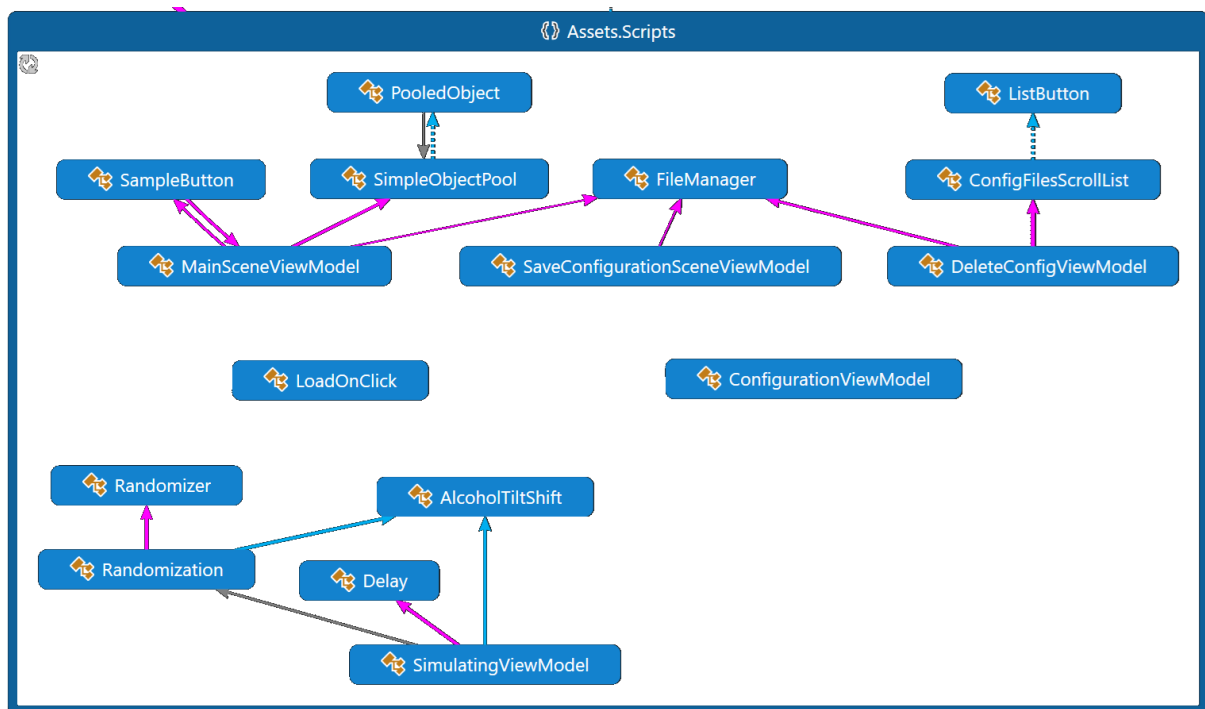 Assets.Scripts
PooledObject
ListButton
SampleButton
SimpleObjectPool
FileManager
ConfigFilesScrollList
MainSceneViewModel
SaveConfigurationSceneViewModel
DeleteConfigViewModel
LoadOnClick
ConfigurationViewModel
Randomizer
AlcoholTiltShift
Randomization
Delay
SimulatingViewModel